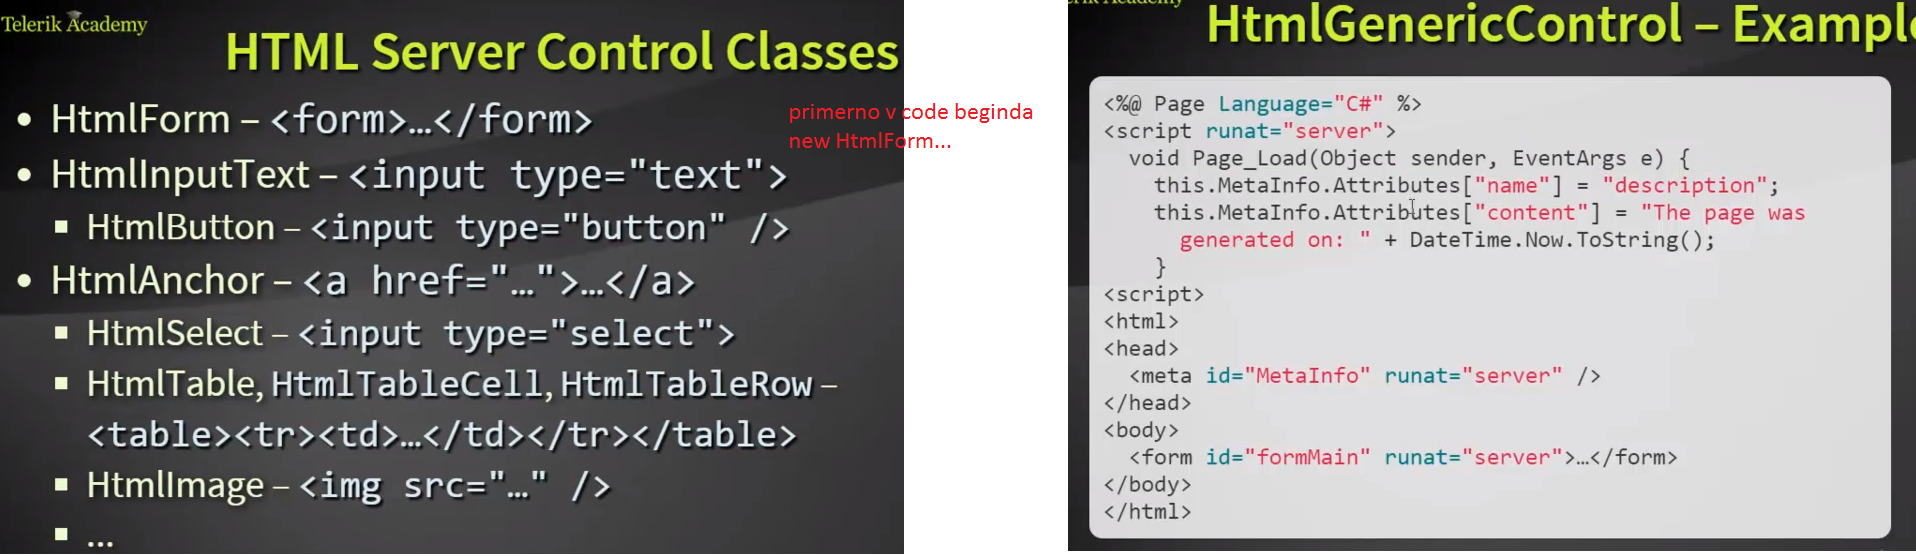 Telerik Academy
HTML Server Control Classes
• HtmlForm – <form>…</form>
• HtmlInputText – <input type="text">
▪ HtmlButton – <input type="button" />
• HtmlAnchor – <a href="…">…</a>
▪ HtmlSelect – <input type="select">
▪ HtmlTable, HtmlTableCell, HtmlTableRow –
<table><tr><td>…</td></tr></table>
▪ HtmlImage – <img src="…" />
▪ …
primerno v code beginda
new HtmlForm...
Academy
HtmlGenericControl – Example
<%@ Page Language="C#" %>
<script runat="server">
void Page_Load(Object sender, EventArgs e) {
this.MetaInfo.Attributes["name"] = "description";
this.MetaInfo.Attributes["content"] = "The page was
generated on: " + DateTime.Now.ToString();
}
<script>
<html>
<head>
<meta id="MetaInfo" runat="server" />
</head>
<body>
<form id="formMain" runat="server">…</form>
</body>
</html>